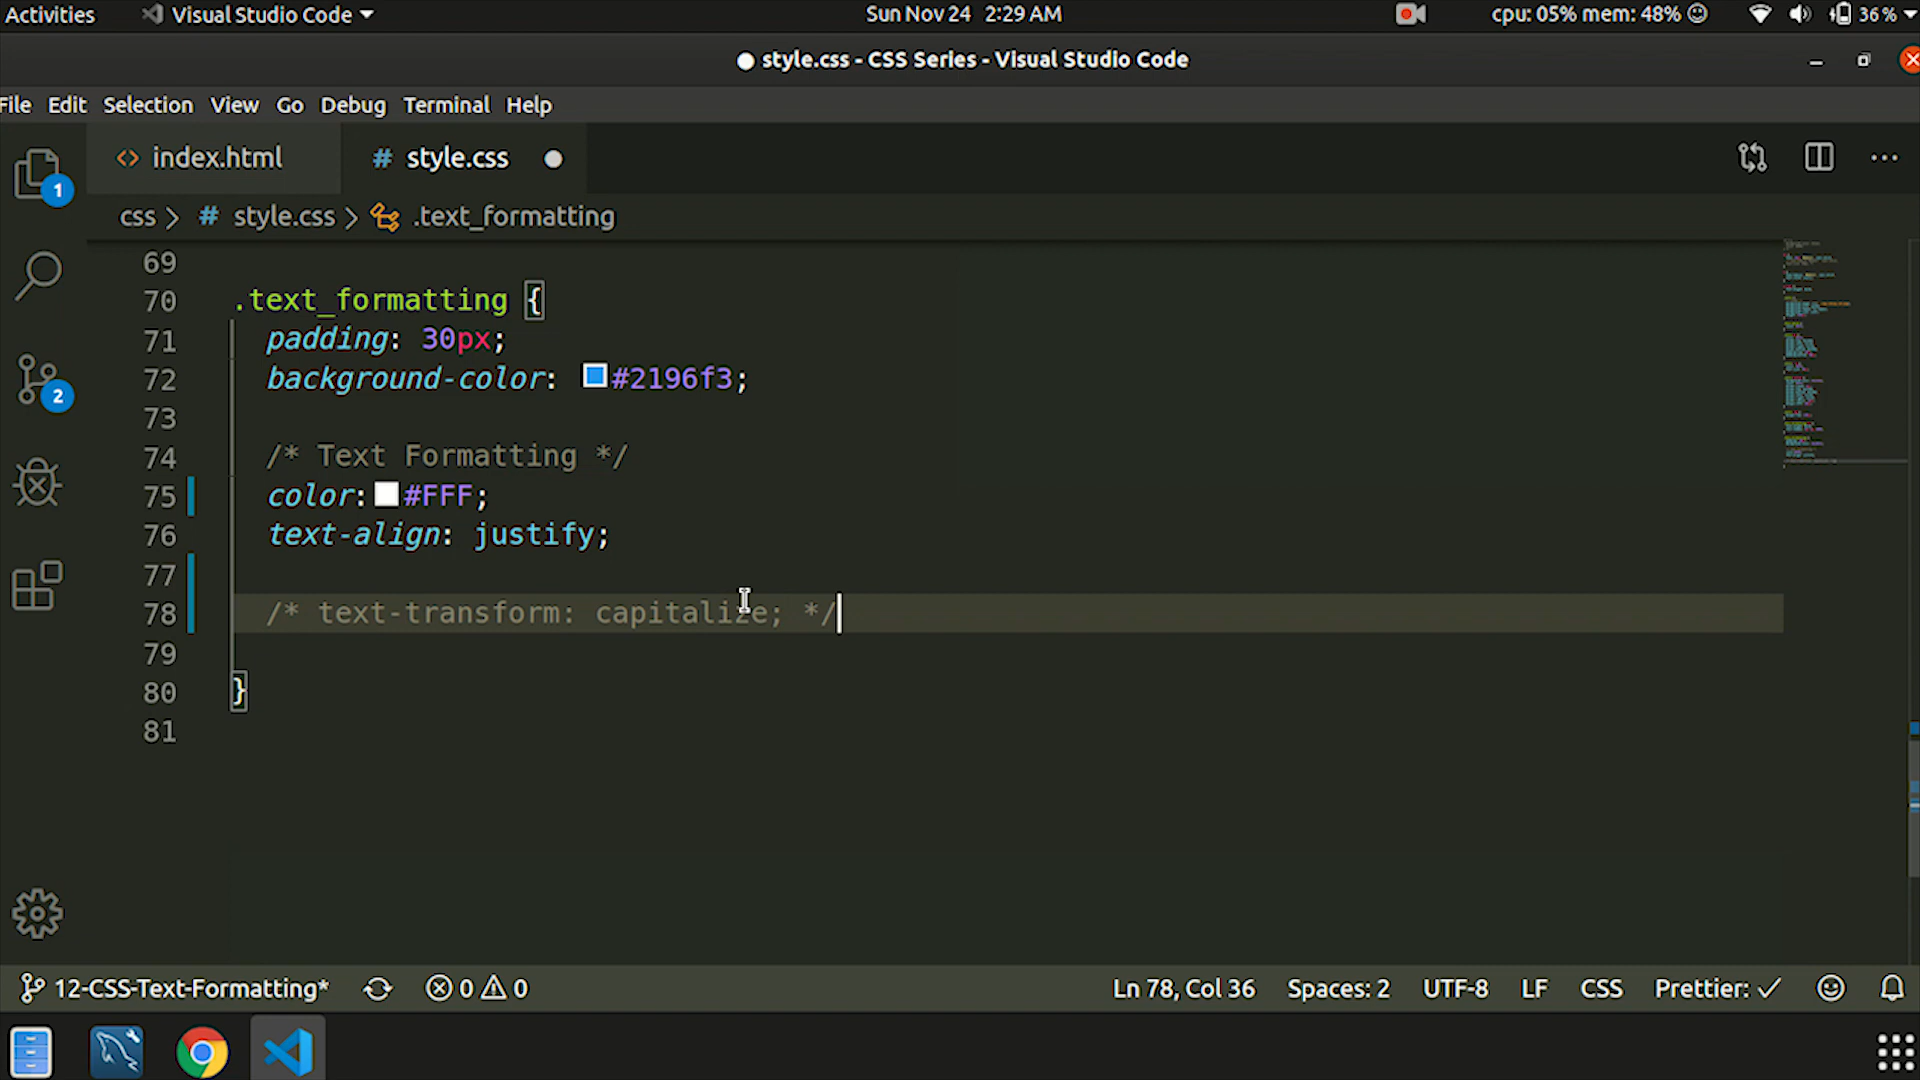 Activities Visual Studio Code Sun Nov 24 2:29 AM cpu: 05% mem: 48% 36%
style.css - CSS Series - Visual Studio Code
File Edit Selection View Go Debug Terminal Help
index.html style.css
css > # style.css > .text_formatting
69
70 .text_formatting {
71 padding: 30px;
72 background-color: #2196f3;
73
74 /* Text Formatting */
75 color: #FFF;
76 text-align: justify;
77
78 /* text-transform: capitalize; */
79
80 }
81
1
2
12-CSS-Text-Formatting* 0 0 Ln 78, Col 36 Spaces: 2 UTF-8 LF CSS Prettier: ✓